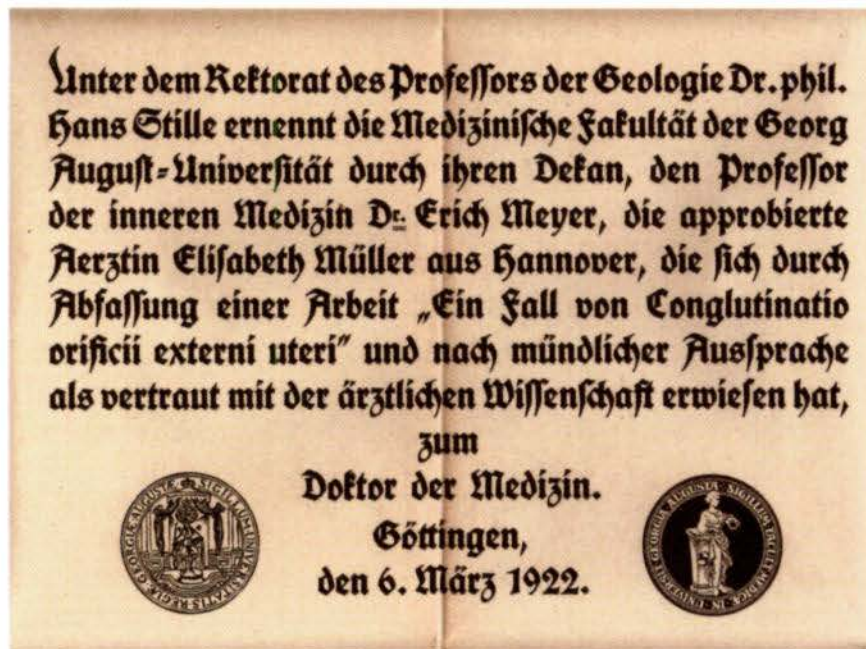 Unter dem Rektorat des Professors der Geologie Dr. phil.
Hans Stille ernennt die Medizinische Fakultät der Georg
August-Universität durch ihren Dekan, den Professor
der inneren Medizin Dr. Erich Meyer, die approbierte
Aerztin Elisabeth Müller aus Hannover, die sich durch
Abfassung einer Arbeit „Ein Fall von Conglutinatio
orificii externi uteri” und nach mündlicher Aussprache
als vertraut mit der ärztlichen Wissenschaft erwiesen hat,
zum
Doktor der Medizin.
Göttingen,
den 6. März 1922.